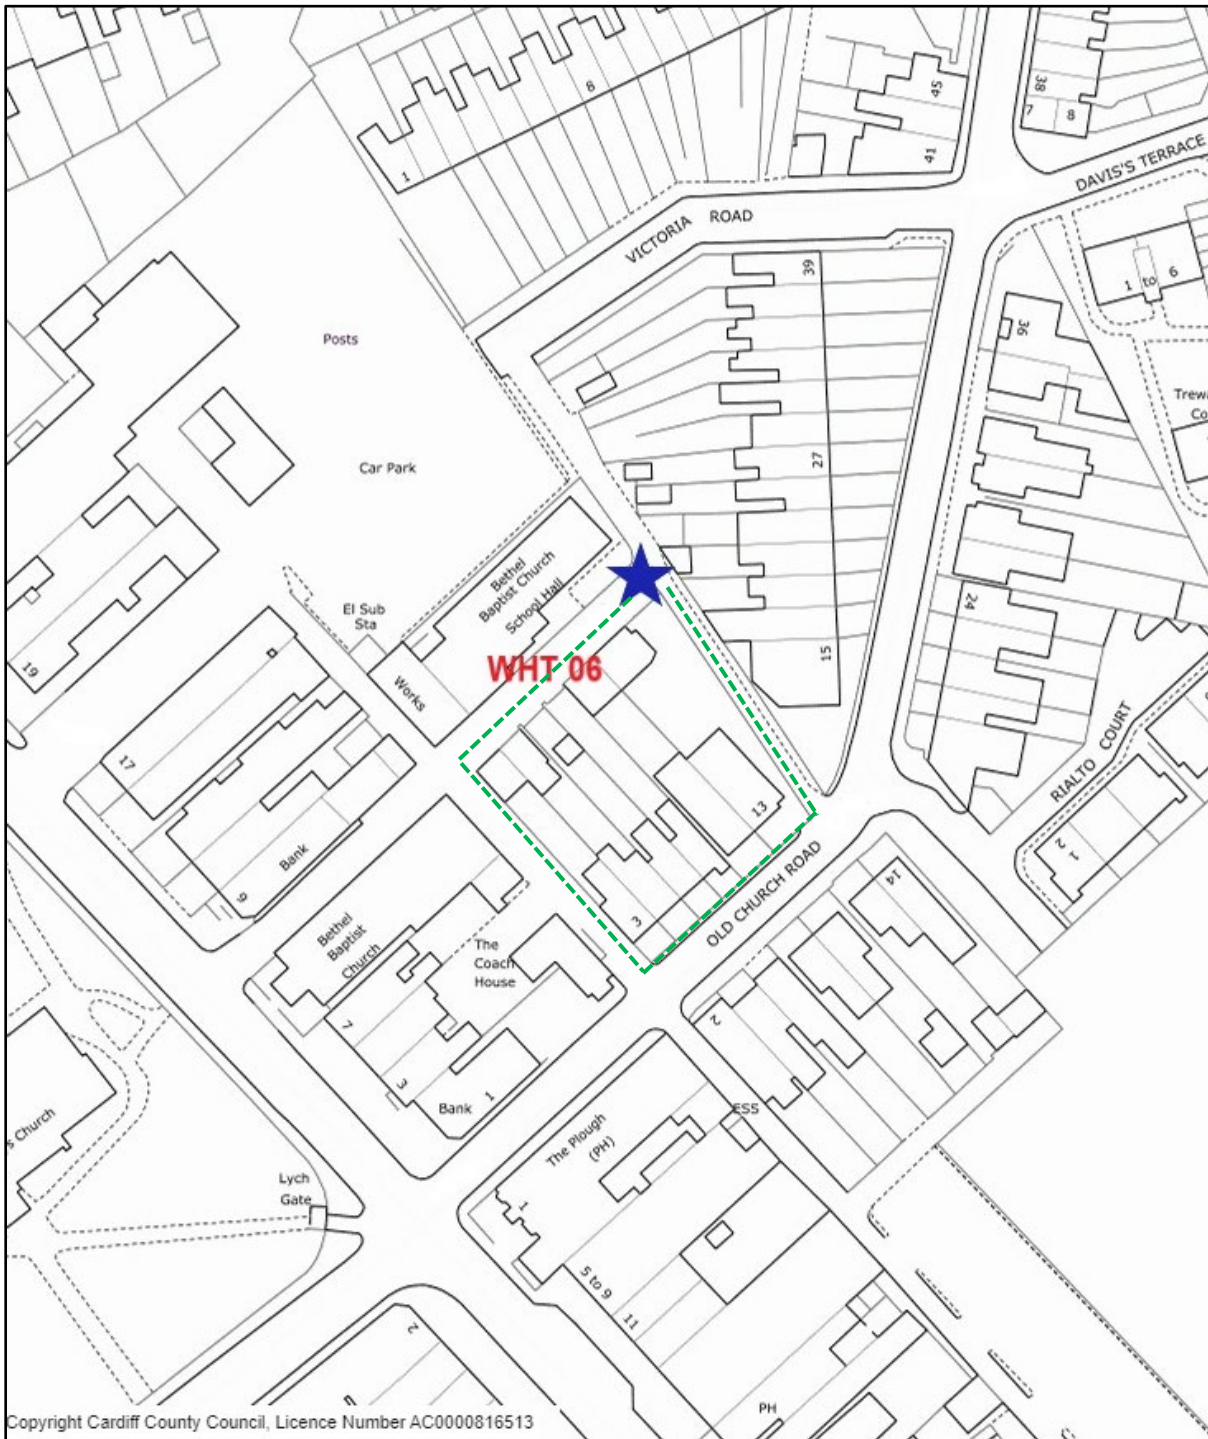 1
8
45
41
38
7
8
DAVIS'S TERRACE
VICTORIA ROAD
39
1 to 6
36
Posts
Car Park
27
Bethel
Baptist Church
School Hall
El Sub
Sta
24
WHT 06
15
19
Works
RIALTO COURT
17
13
2
1
Bank
9
14
3
OLD CHURCH ROAD
Bethel
Baptist
Church
The
Coach
House
7
2
3
Bank
1
ESS
The Plough
(PH)
s Church
Lych
Gate
1
5 to 9
11
2
PH
Copyright Cardiff County Council, Licence Number AC0000816513